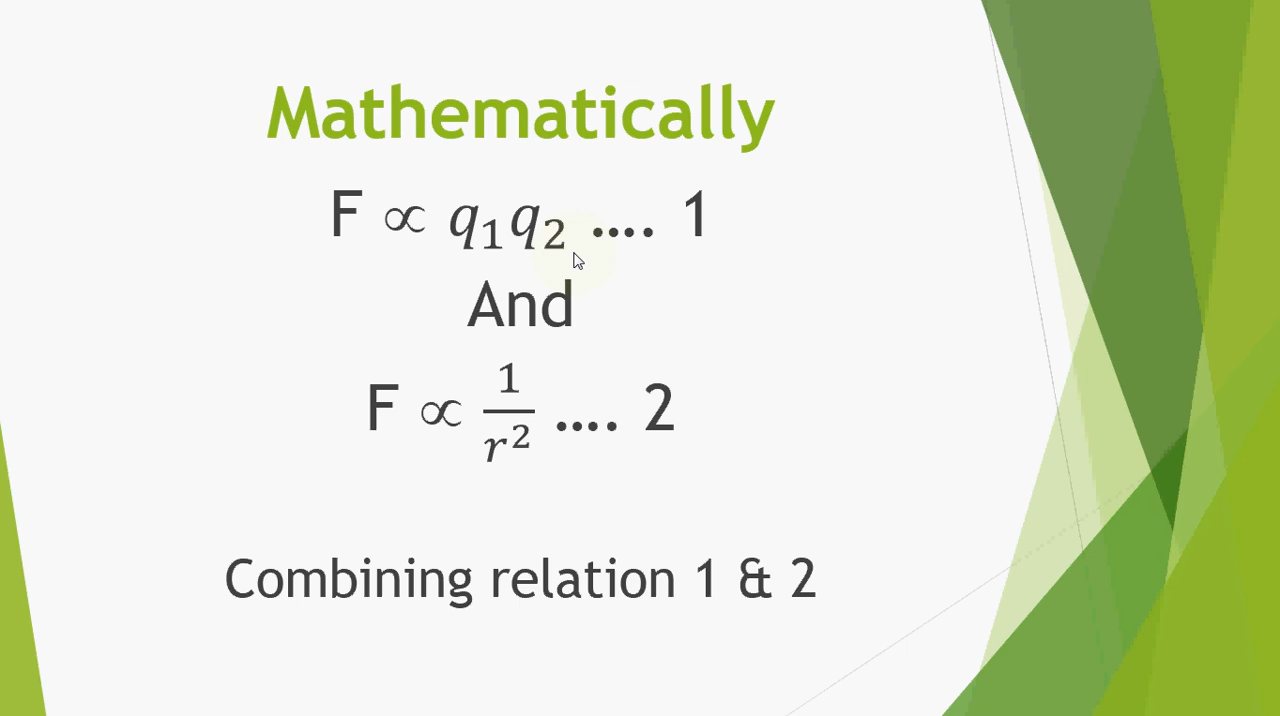 Mathematically
F ∝ q₁q₂ .... 1
And
F ∝ 1/r² .... 2
Combining relation 1 & 2